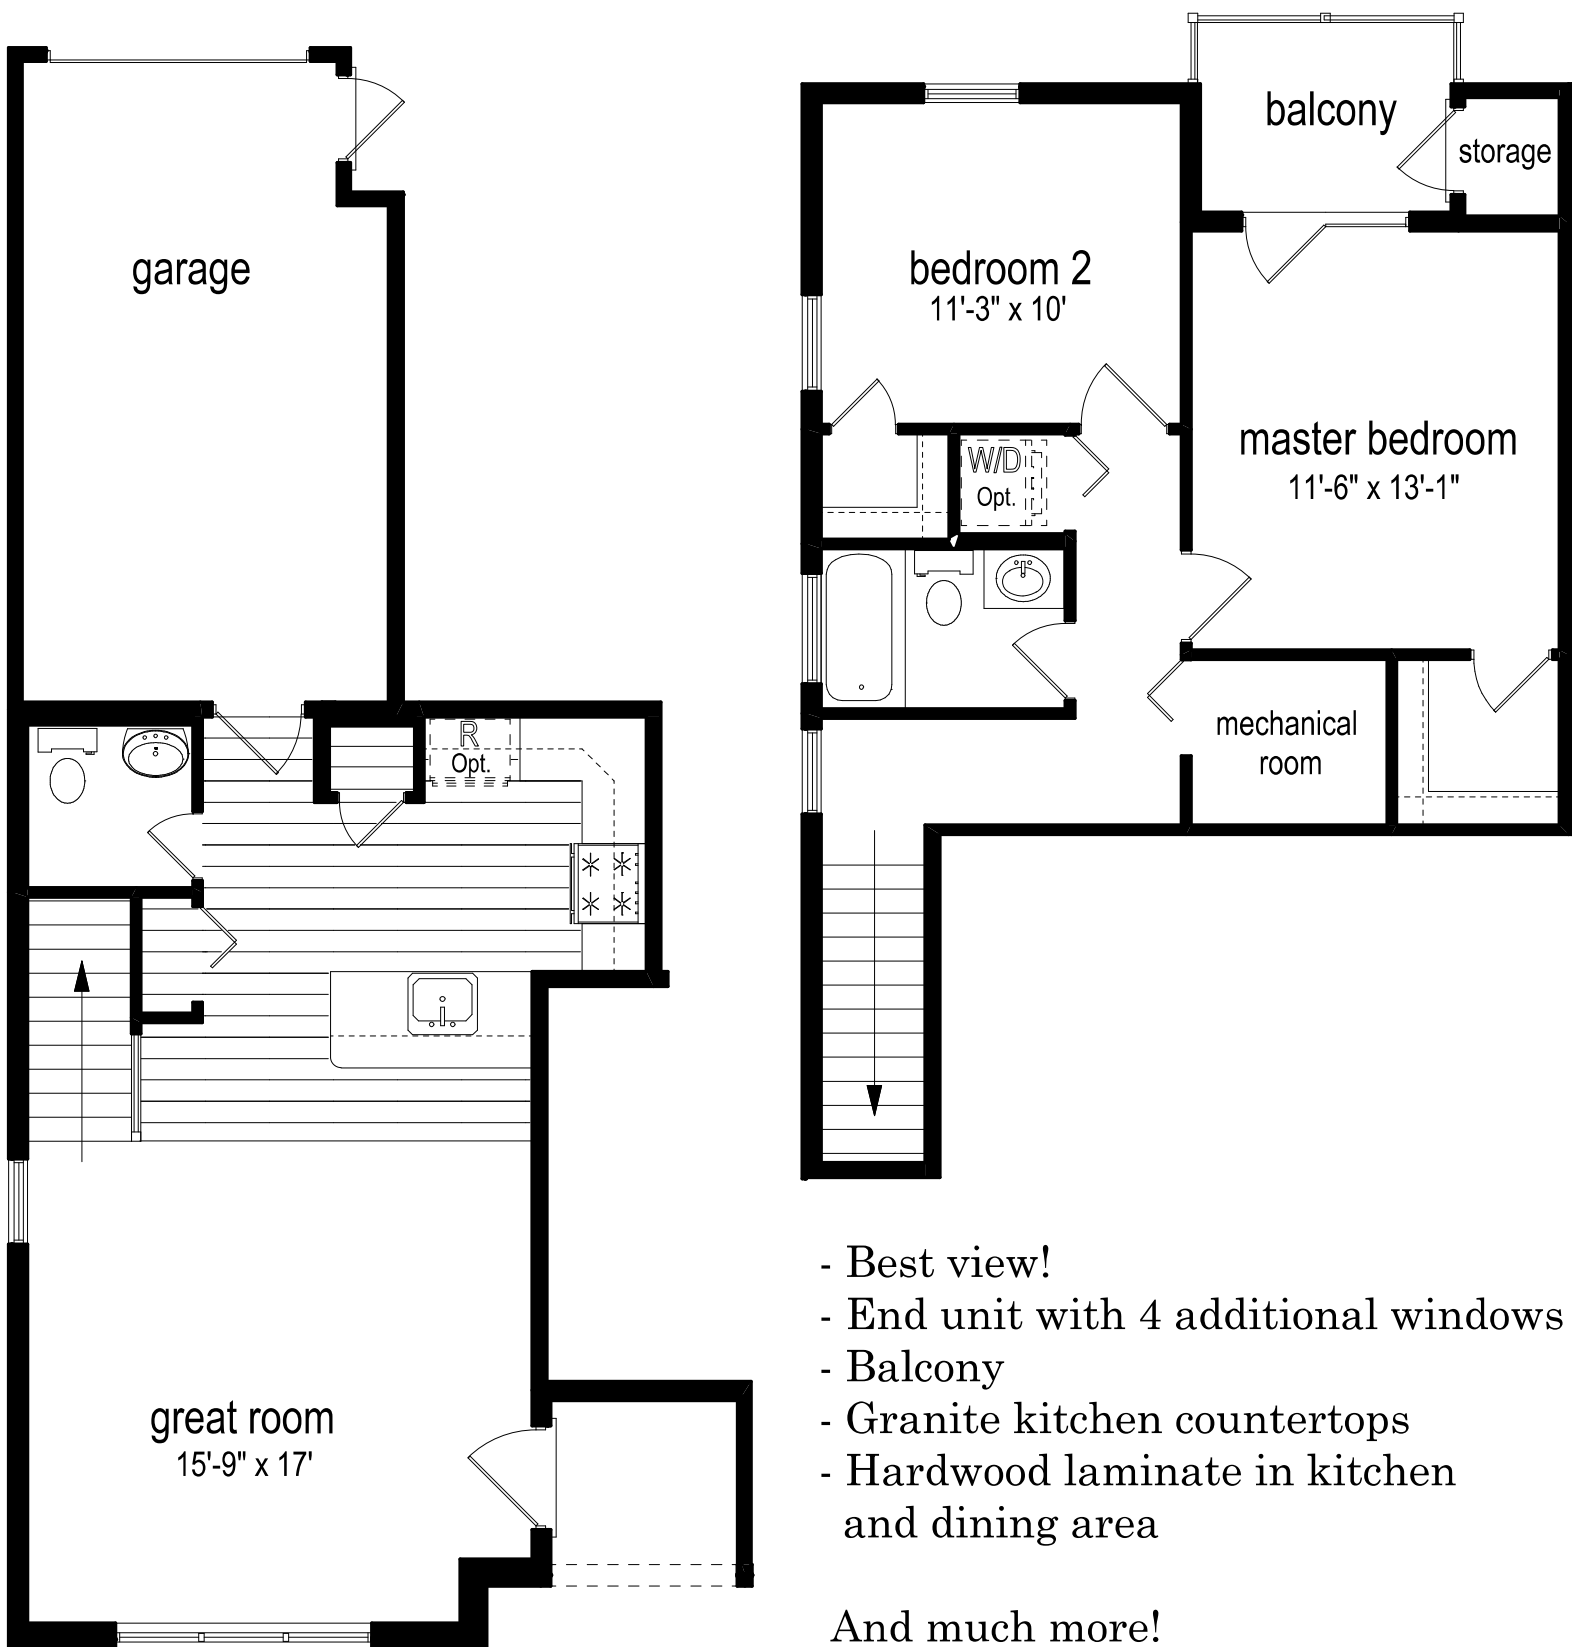 garage
R
Opt.
great room
15'-9" x 17'
balcony
storage
bedroom 2
11'-3" x 10'
master bedroom
11'-6" x 13'-1"
W/D
Opt.
mechanical
room
- Best view!
- End unit with 4 additional windows
- Balcony
- Granite kitchen countertops
- Hardwood laminate in kitchen
and dining area
And much more!